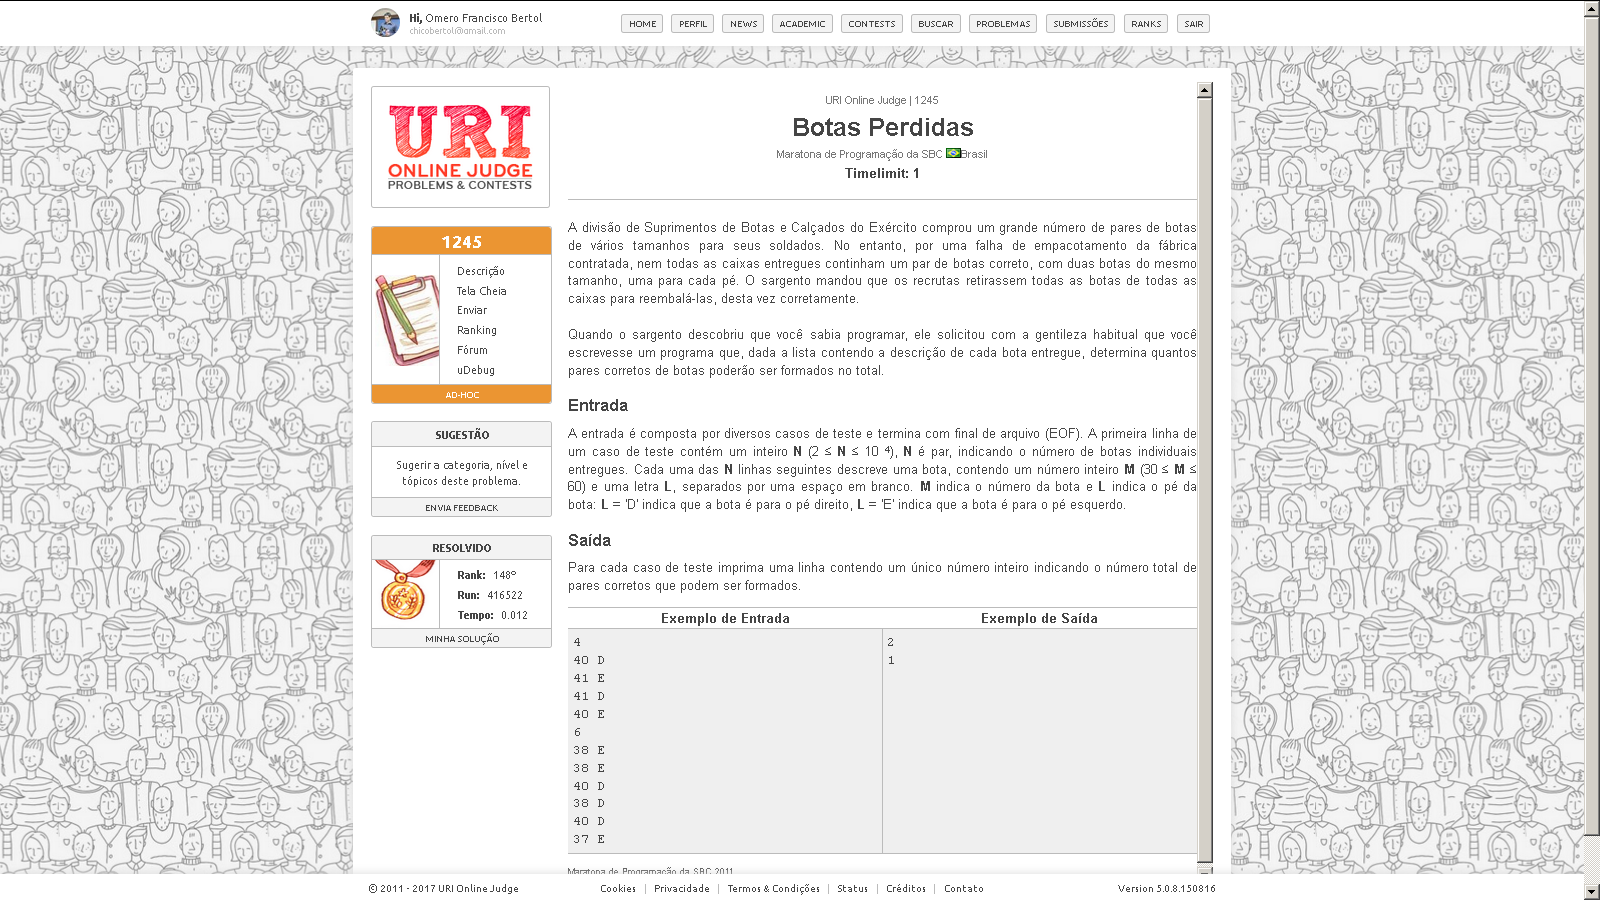 Hi, Omero Francisco Bertol
chicobertol@gmail.com
HOME PERFIL NEWS ACADEMIC CONTESTS BUSCAR PROBLEMAS SUBMISSÕES RANKS SAIR
URI
ONLINE JUDGE
PROBLEMS & CONTESTS
1245
Descrição
Tela Cheia
Enviar
Ranking
Fórum
uDebug
AD-HOC
SUGESTÃO
Sugerir a categoria, nível e
tópicos deste problema.
ENVIA FEEDBACK
RESOLVIDO
Rank: 148º
Run: 416522
Tempo: 0.012
MINHA SOLUÇÃO
URI Online Judge | 1245
Botas Perdidas
Maratona de Programação da SBC Brasil
Timelimit: 1
A divisão de Suprimentos de Botas e Calçados do Exército comprou um grande número de pares de botas
de vários tamanhos para seus soldados. No entanto, por uma falha de empacotamento da fábrica
contratada, nem todas as caixas entregues continham um par de botas correto, com duas botas do mesmo
tamanho, uma para cada pé. O sargento mandou que os recrutas retirassem todas as botas de todas as
caixas para reembalá-las, desta vez corretamente.
Quando o sargento descobriu que você sabia programar, ele solicitou com a gentileza habitual que você
escrevesse um programa que, dada a lista contendo a descrição de cada bota entregue, determina quantos
pares corretos de botas poderão ser formados no total.
Entrada
A entrada é composta por diversos casos de teste e termina com final de arquivo (EOF). A primeira linha de
um caso de teste contém um inteiro N (2 ≤ N ≤ 10 ⁴), N é par, indicando o número de botas individuais
entregues. Cada uma das N linhas seguintes descreve uma bota, contendo um número inteiro M (30 ≤ M ≤
60) e uma letra L, separados por uma espaço em branco. M indica o número da bota e L indica o pé da
bota: L = 'D' indica que a bota é para o pé direito, L = 'E' indica que a bota é para o pé esquerdo.
Saída
Para cada caso de teste imprima uma linha contendo um único número inteiro indicando o número total de
pares corretos que podem ser formados.
Exemplo de Entrada Exemplo de Saída
4 2
40 D 1
41 E
41 D
40 E
6
38 E
38 E
40 D
38 D
40 D
37 E
Maratona de Programação da SBC 2011
© 2011 - 2017 URI Online Judge Cookies | Privacidade | Termos & Condições | Status | Créditos | Contato Version 5.0.8.150816